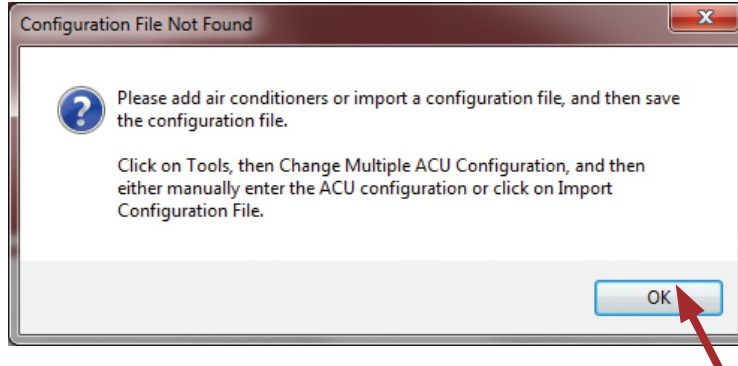 Configuration File Not Found
Please add air conditioners or import a configuration file, and then save
the configuration file.
Click on Tools, then Change Multiple ACU Configuration, and then
either manually enter the ACU configuration or click on Import
Configuration File.
OK